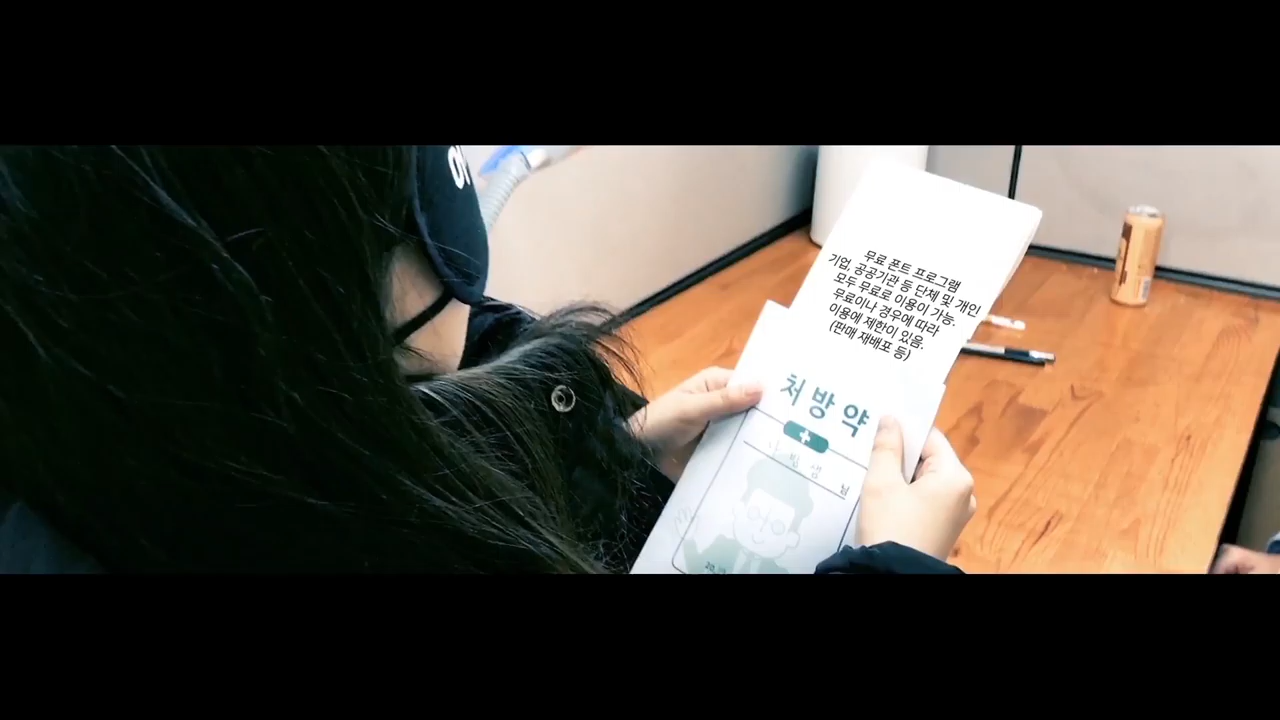 무료 폰트 프로그램
기업, 공공기관 등 단체 및 개인
모두 무료로 이용이 가능.
무료이나 경우에 따라
이용에 제한이 있음.
(판매 재배포 등)
처방약
님